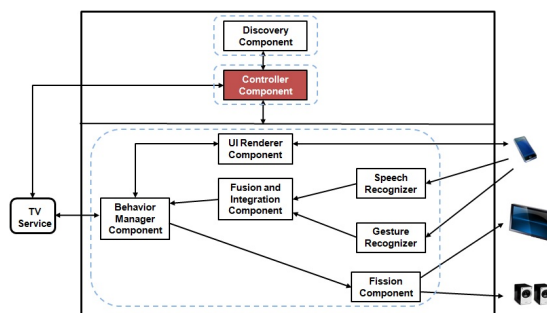 Discovery
Component
Controller
Component
UI Renderer
Component
Speech
Recognizer
Fusion and
Integration
Component
Behavior
Manager
Component
TV
Service
Gesture
Recognizer
Fission
Component